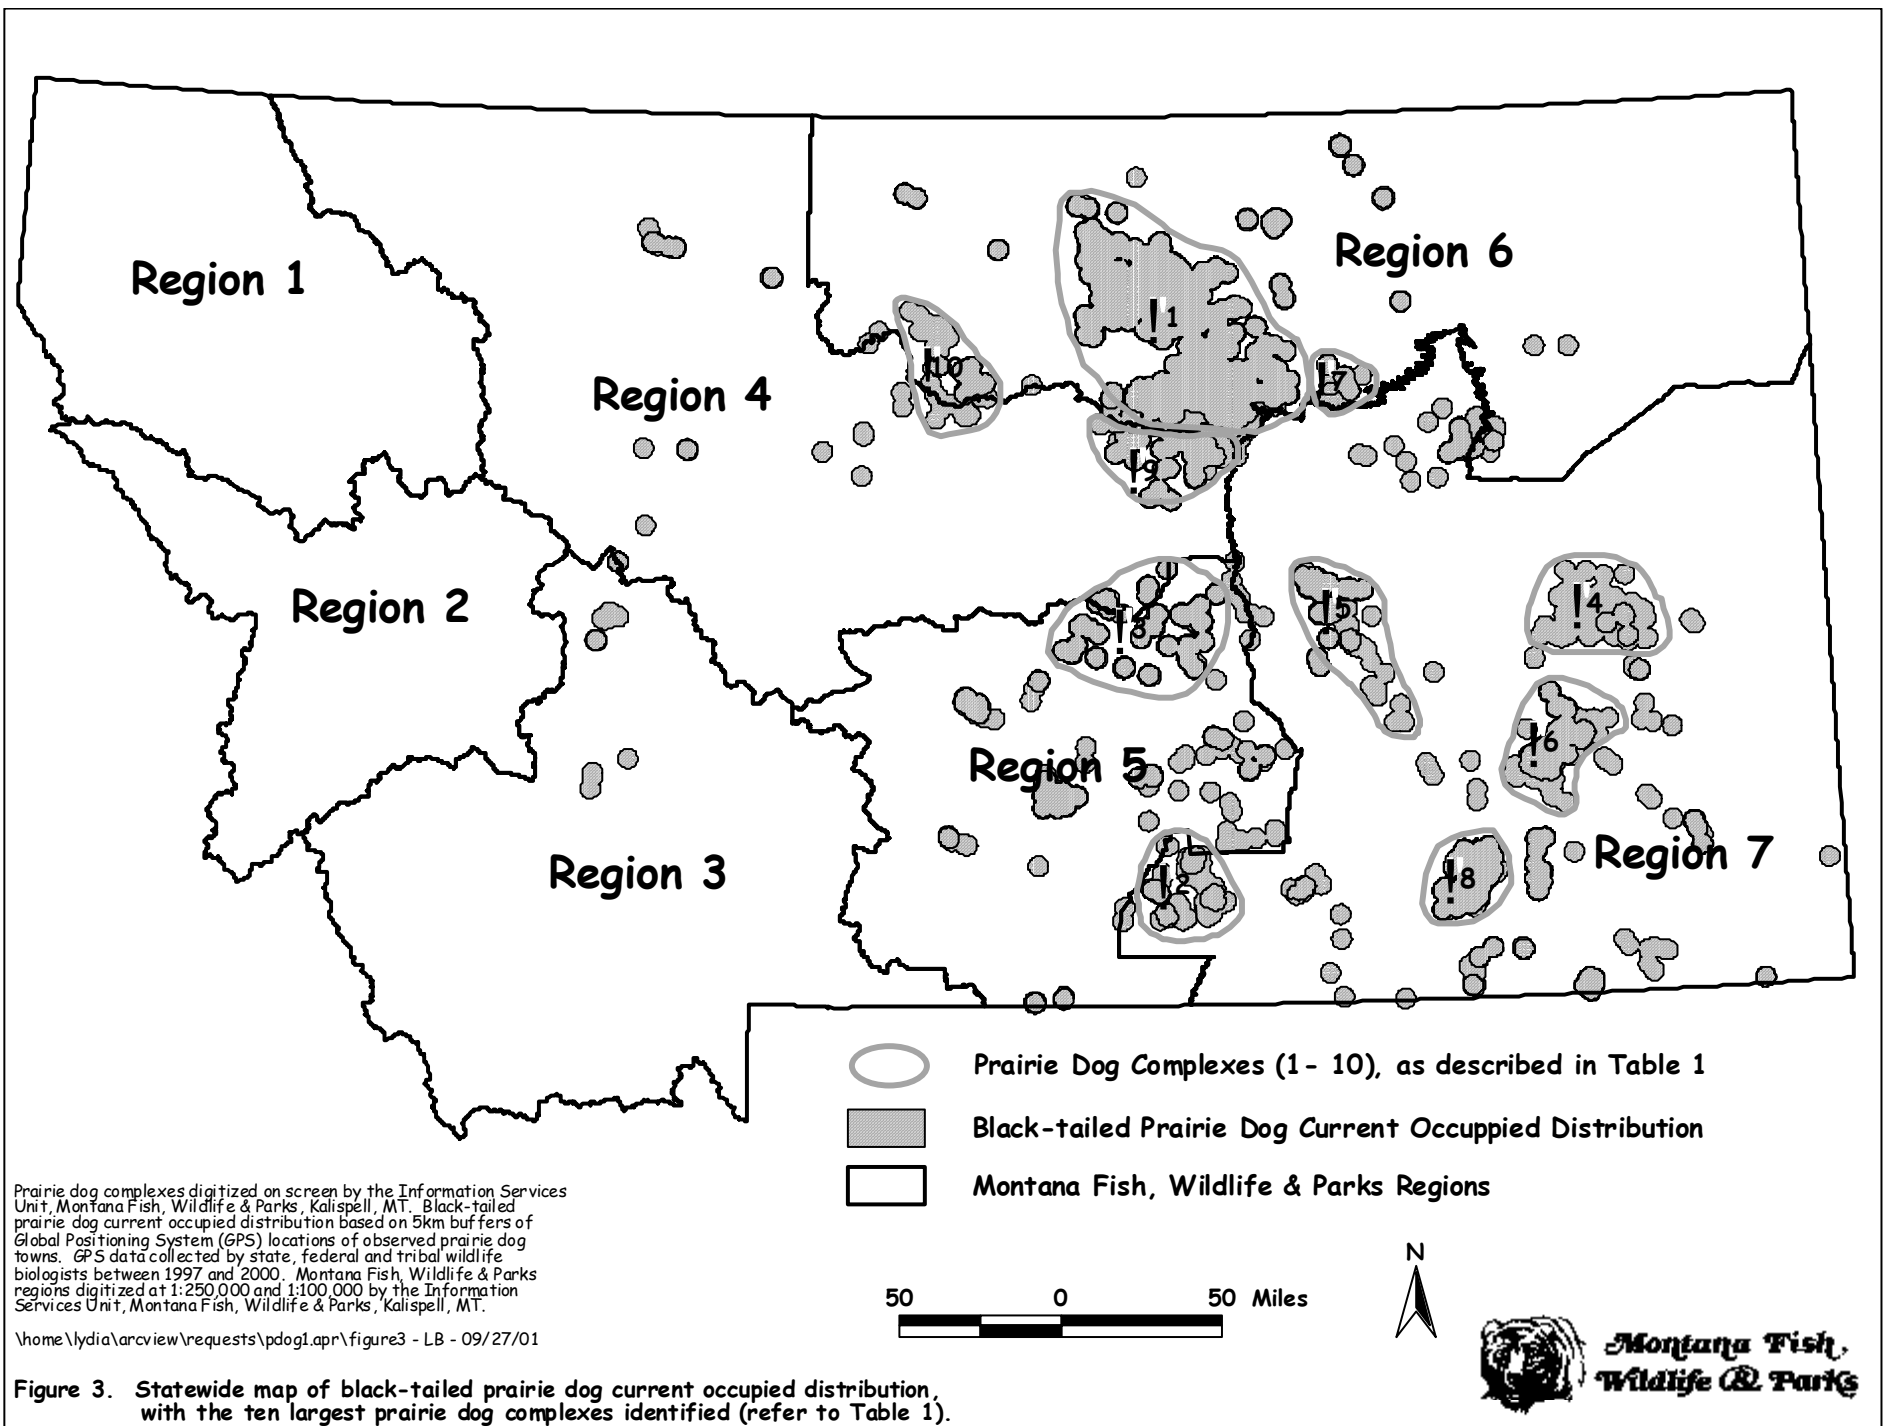 Region 1
Region 6
! 1
! 10
! 7
Region 4
! 9
Region 2
! 3
! 5
! 4
! 6
Region 5
Region 7
Region 3
! 2
! 8
Prairie Dog Complexes (1- 10), as described in Table 1
Black-tailed Prairie Dog Current Occuppied Distribution
Montana Fish, Wildlife & Parks Regions
Prairie dog complexes digitized on screen by the Information Services
Unit, Montana Fish, Wildlife & Parks, Kalispell, MT. Black-tailed
prairie dog current occupied distribution based on 5km buffers of
Global Positioning System (GPS) locations of observed prairie dog
towns. GPS data collected by state, federal and tribal wildlife
biologists between 1997 and 2000. Montana Fish, Wildlife & Parks
regions digitized at 1:250,000 and 1:100,000 by the Information
Services Unit, Montana Fish, Wildlife & Parks, Kalispell, MT.
\home\lydia\arcview\requests\pdog1.apr\figure3 - LB - 09/27/01
50 0 50 Miles
N
Montana Fish,
Wildlife & Parks
Figure 3. Statewide map of black-tailed prairie dog current occupied distribution,
with the ten largest prairie dog complexes identified (refer to Table 1).